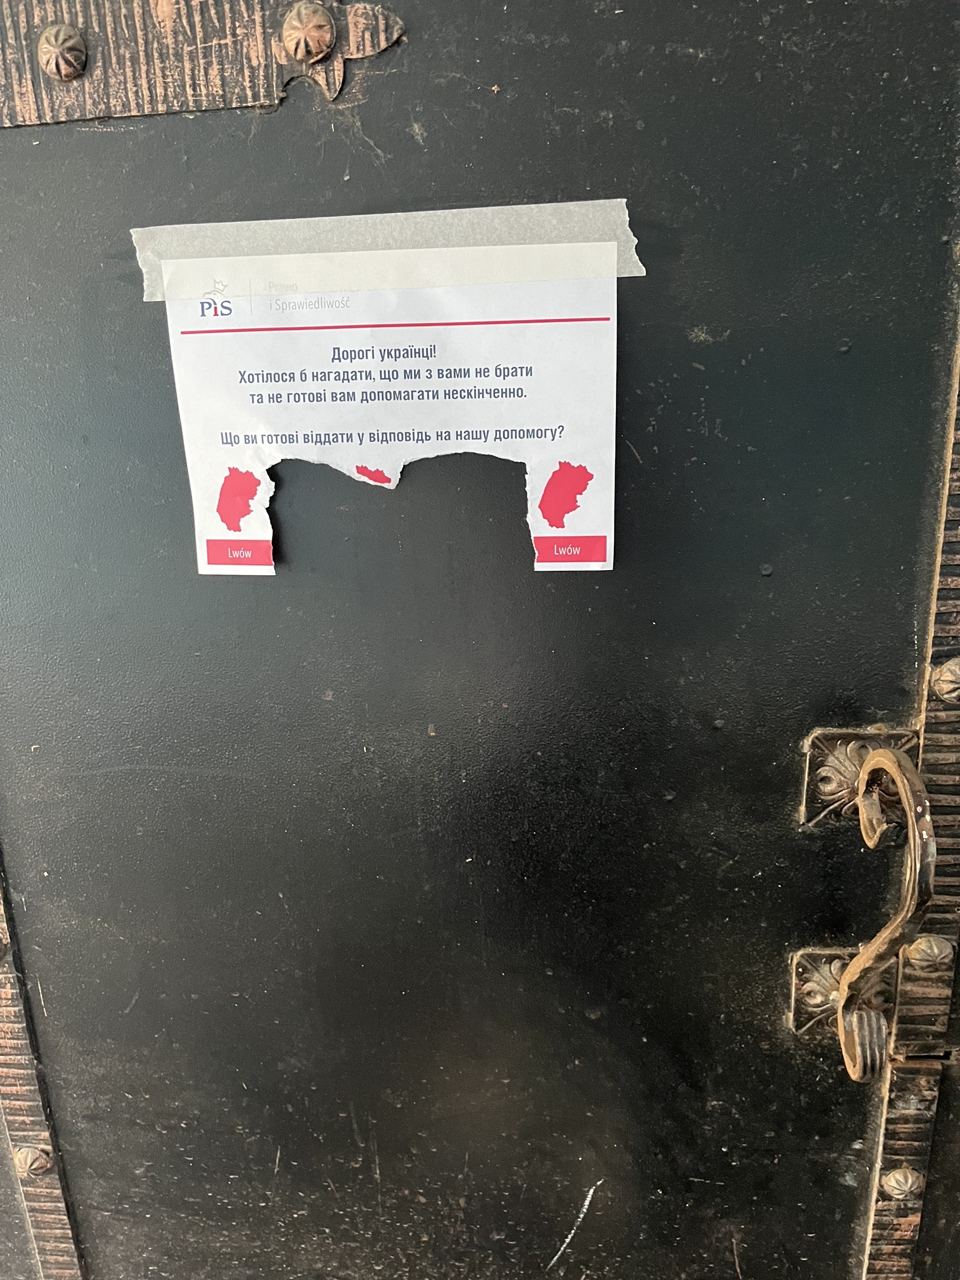 PiS
Prawo
i Sprawiedliwość
Дорогі українці!
Хотілося б нагадати, що ми з вами не брати
та не готові вам допомагати нескінченно.
Що ви готові віддати у відповідь на нашу допомогу?
Lwów
Lwów